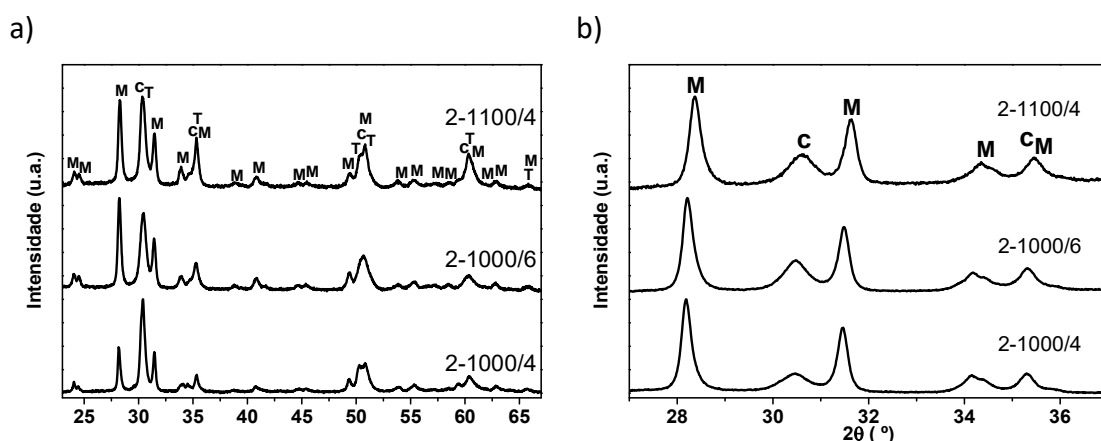 a)
b)
Intensidade (u.a.)
M M M C T M M T C M M M M M M T M C T M M M M T C M M M M T
2-1100/4
2-1000/6
2-1000/4
25 30 35 40 45 50 55 60 65
Intensidade (u.a.)
M C M M C M
2-1100/4
2-1000/6
2-1000/4
28 30 32 34 36
2θ ( º)